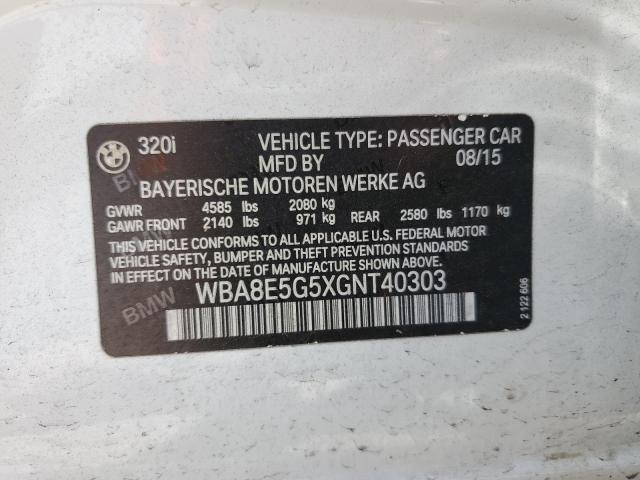 320i VEHICLE TYPE: PASSENGER CAR
MFD BY 08/15
BAYERISCHE MOTOREN WERKE AG
GVWR 4585 lbs 2080 kg
GAWR FRONT 2140 lbs 971 kg REAR 2580 lbs 1170 kg
THIS VEHICLE CONFORMS TO ALL APPLICABLE U.S. FEDERAL MOTOR
VEHICLE SAFETY, BUMPER AND THEFT PREVENTION STANDARDS
IN EFFECT ON THE DATE OF MANUFACTURE SHOWN ABOVE.
WBA8E5G5XGNT40303
2 122 606
BMW
BMW
BMW